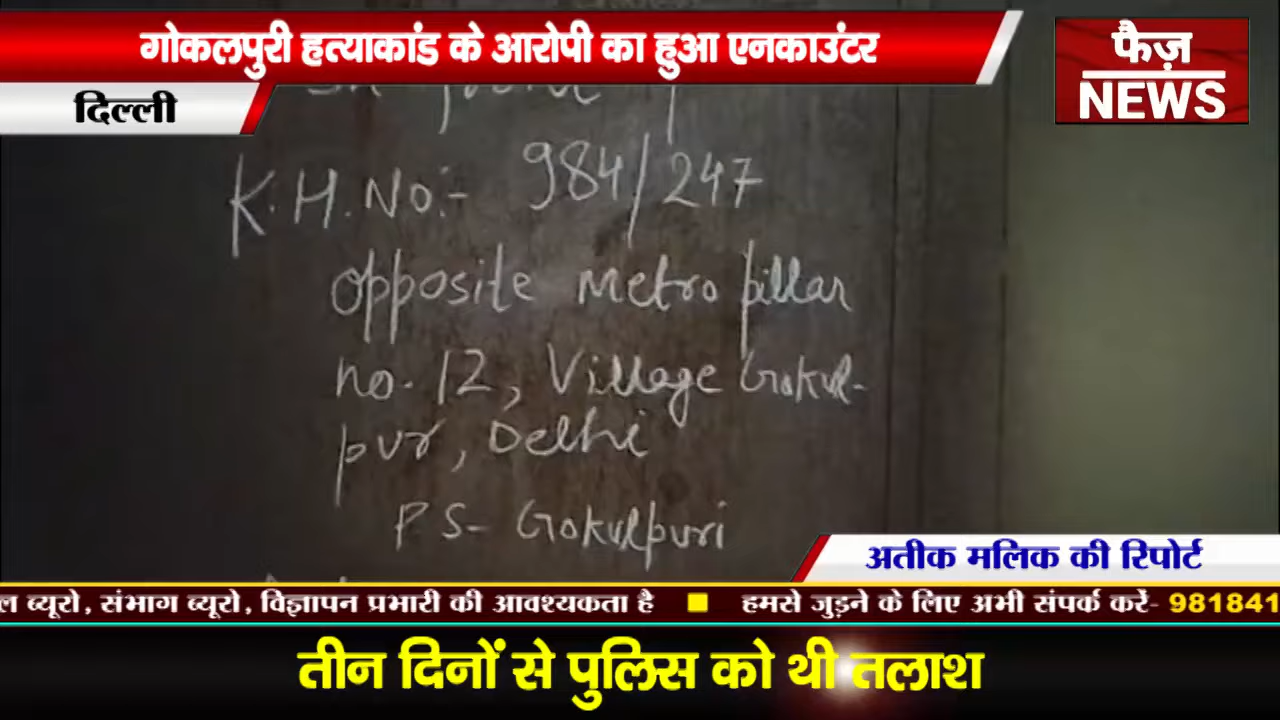 गोकलपुरी हत्याकांड के आरोपी का हुआ एनकाउंटर
फैज़
NEWS
दिल्ली
K.H.No:- 984/247
opposite Metro pillar
no. 12, Village Gokul-
pur, Delhi
P.S- Gokulpuri
अतीक मलिक की रिपोर्ट
ल ब्यूरो, संभाग ब्यूरो, विज्ञापन प्रभारी की आवश्यकता है ■ हमसे जुड़ने के लिए अभी संपर्क करें- 981841
तीन दिनों से पुलिस को थी तलाश